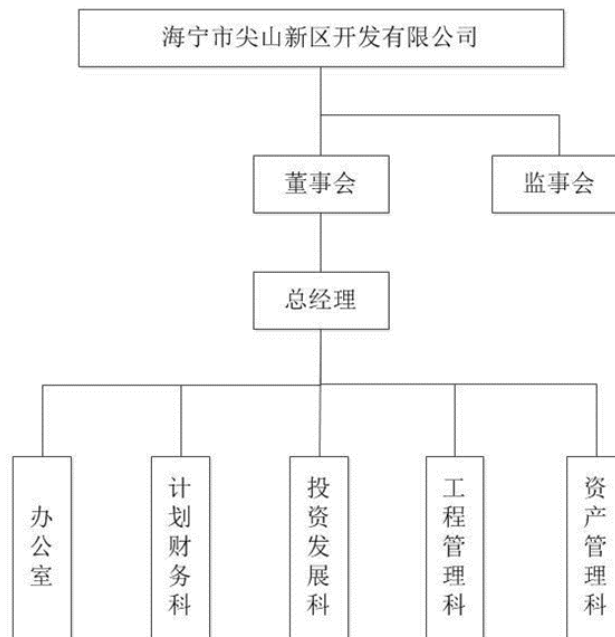 海宁市尖山新区开发有限公司
董事会
监事会
总经理
办公室
计划财务科
投资发展科
工程管理科
资产管理科